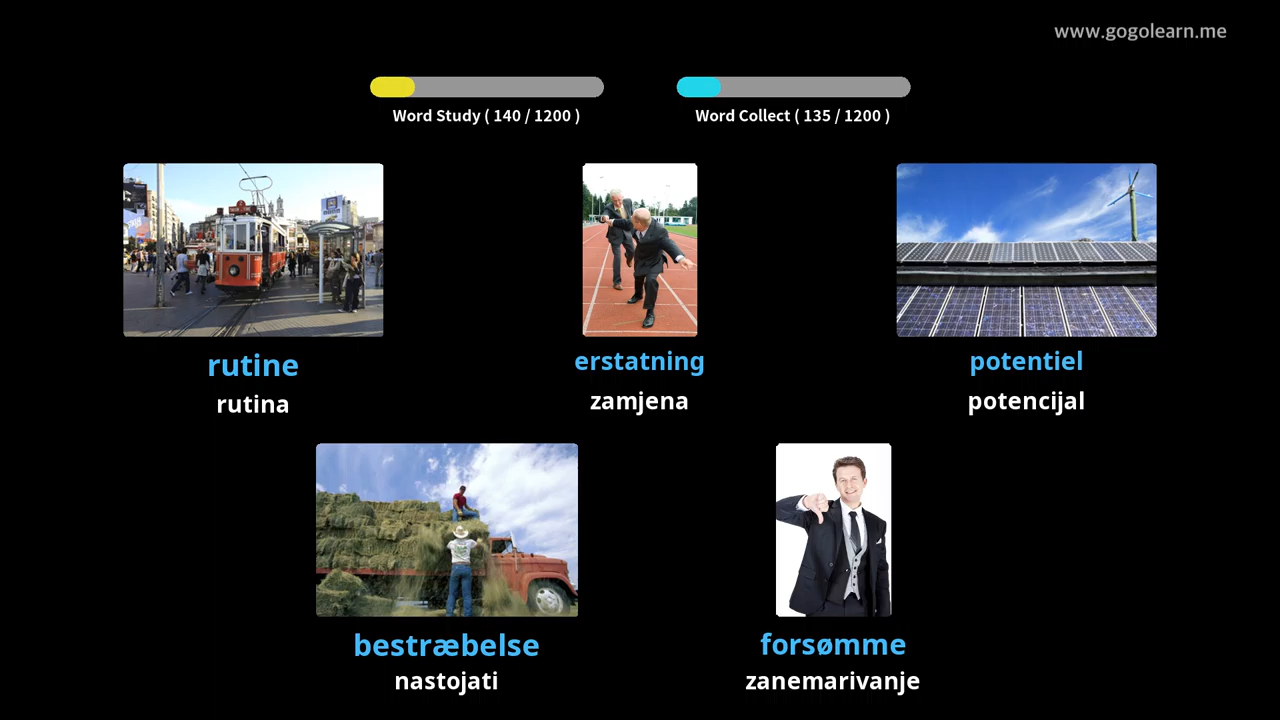 www.gogolearn.me
Word Study ( 140 / 1200 )
Word Collect ( 135 / 1200 )
rutine
rutina
erstatning
zamjena
potentiel
potencijal
bestræbelse
nastojati
forsømme
zanemarivanje